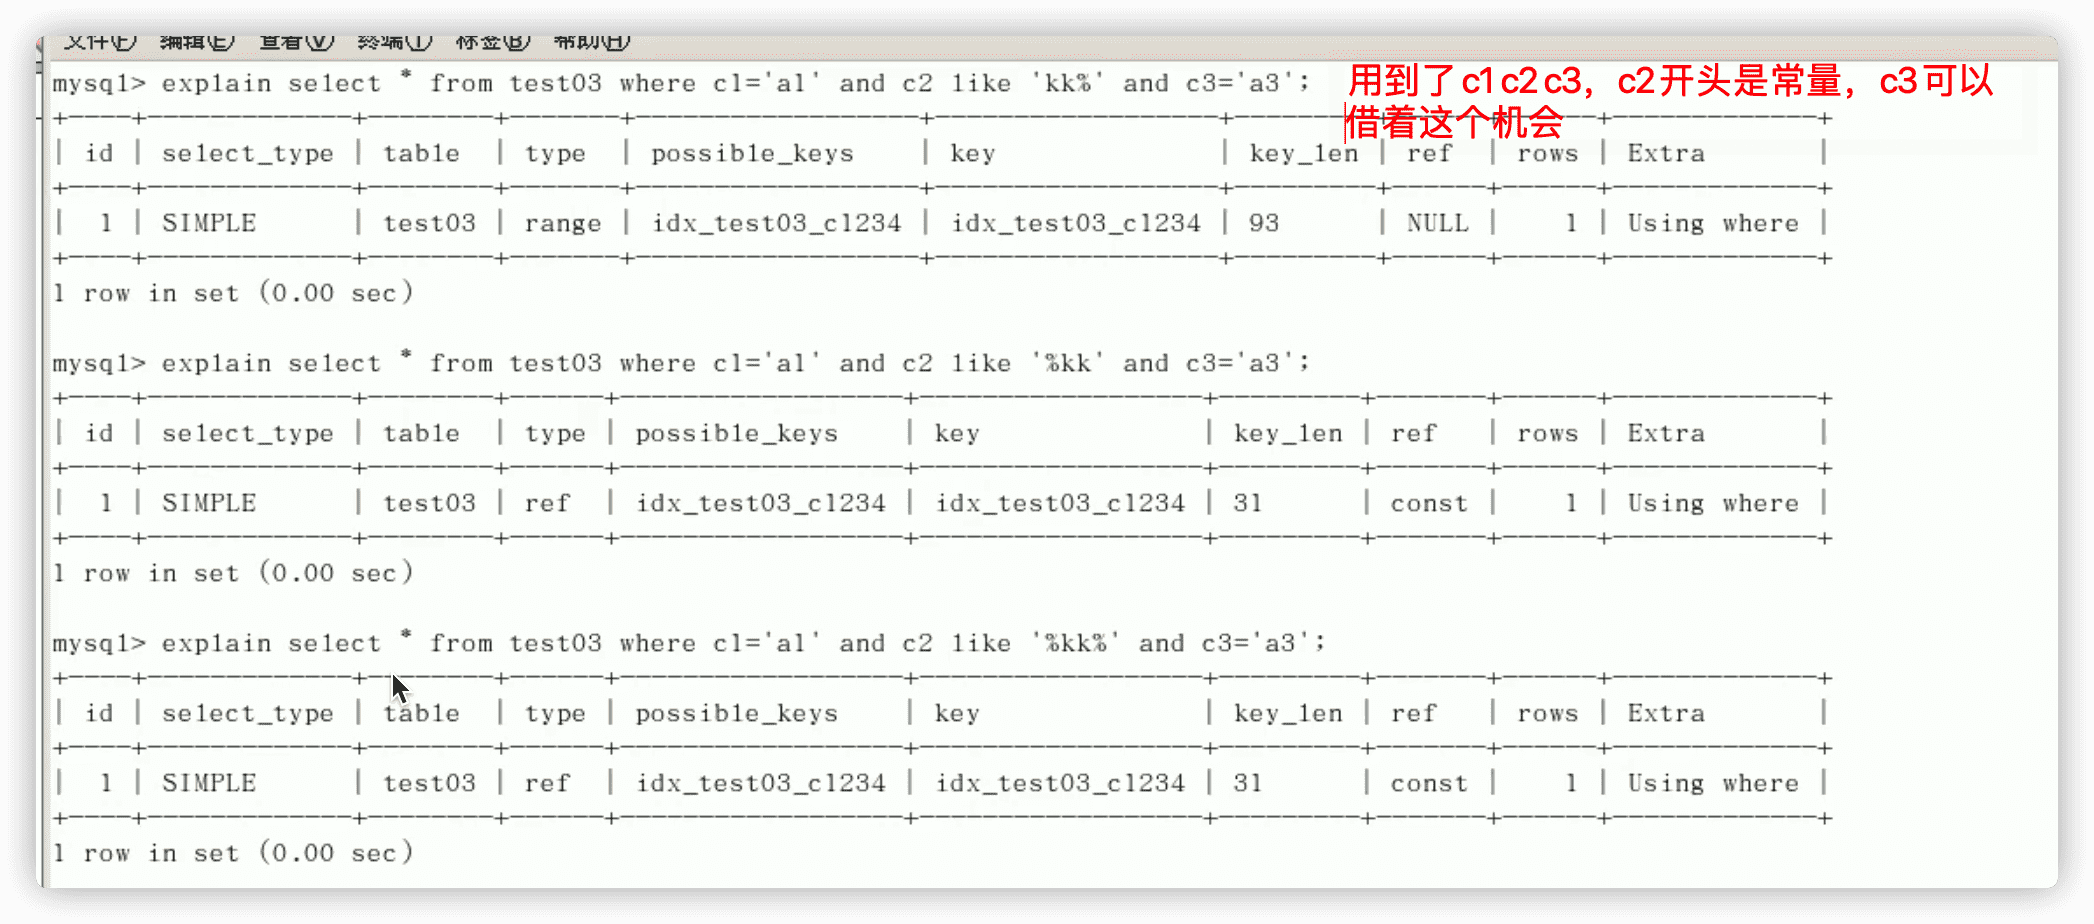 文件(F) 编辑(E) 查看(V) 终端(T) 标签(B) 帮助(H)
mysql> explain select * from test03 where c1='a1' and c2 like 'kk%' and c3='a3';
用到了c1c2c3，c2开头是常量，c3可以
借着这个机会
+----+-------------+--------+-------+------------------+------------------+---------+------+------+-------------+
| id | select_type | table | type | possible_keys | key | key_len | ref | rows | Extra |
+----+-------------+--------+-------+------------------+------------------+---------+------+------+-------------+
| 1 | SIMPLE | test03 | range | idx_test03_c1234 | idx_test03_c1234 | 93 | NULL | 1 | Using where |
+----+-------------+--------+-------+------------------+------------------+---------+------+------+-------------+
1 row in set (0.00 sec)
mysql> explain select * from test03 where c1='a1' and c2 like '%kk' and c3='a3';
+----+-------------+--------+------+------------------+------------------+---------+-------+------+-------------+
| id | select_type | table | type | possible_keys | key | key_len | ref | rows | Extra |
+----+-------------+--------+------+------------------+------------------+---------+-------+------+-------------+
| 1 | SIMPLE | test03 | ref | idx_test03_c1234 | idx_test03_c1234 | 31 | const | 1 | Using where |
+----+-------------+--------+------+------------------+------------------+---------+-------+------+-------------+
1 row in set (0.00 sec)
mysql> explain select * from test03 where c1='a1' and c2 like '%kk%' and c3='a3';
+----+-------------+--------+------+------------------+------------------+---------+-------+------+-------------+
| id | select_type | table | type | possible_keys | key | key_len | ref | rows | Extra |
+----+-------------+--------+------+------------------+------------------+---------+-------+------+-------------+
| 1 | SIMPLE | test03 | ref | idx_test03_c1234 | idx_test03_c1234 | 31 | const | 1 | Using where |
+----+-------------+--------+------+------------------+------------------+---------+-------+------+-------------+
1 row in set (0.00 sec)